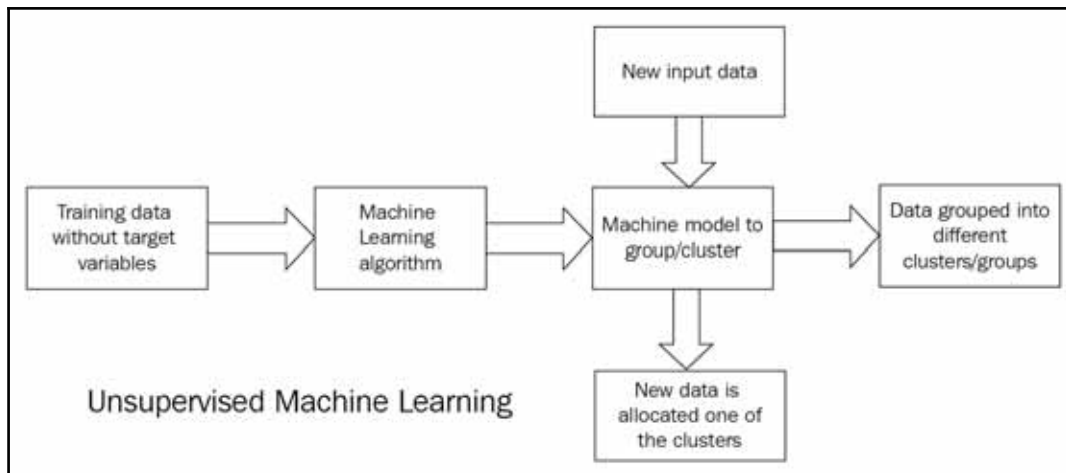 New input data
Training data
without target
variables
Machine
Learning
algorithm
Machine model to
group/cluster
Data grouped into
different
clusters/groups
New data is
allocated one of
the clusters
Unsupervised Machine Learning